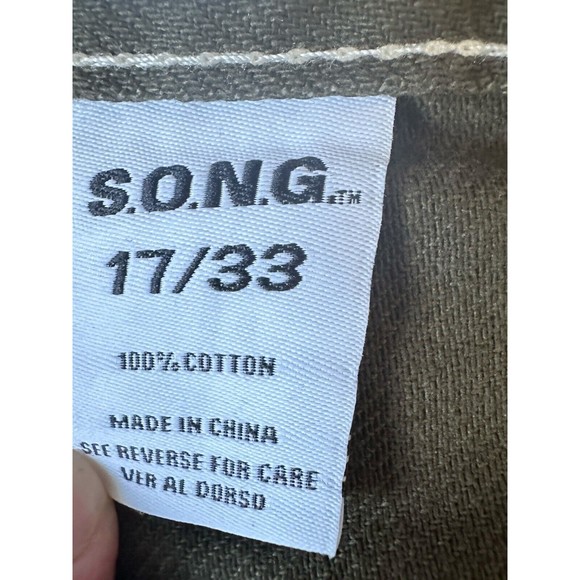 S.O.N.G.™
17/33
100% COTTON
MADE IN CHINA
SEE REVERSE FOR CARE
VER AL DORSO